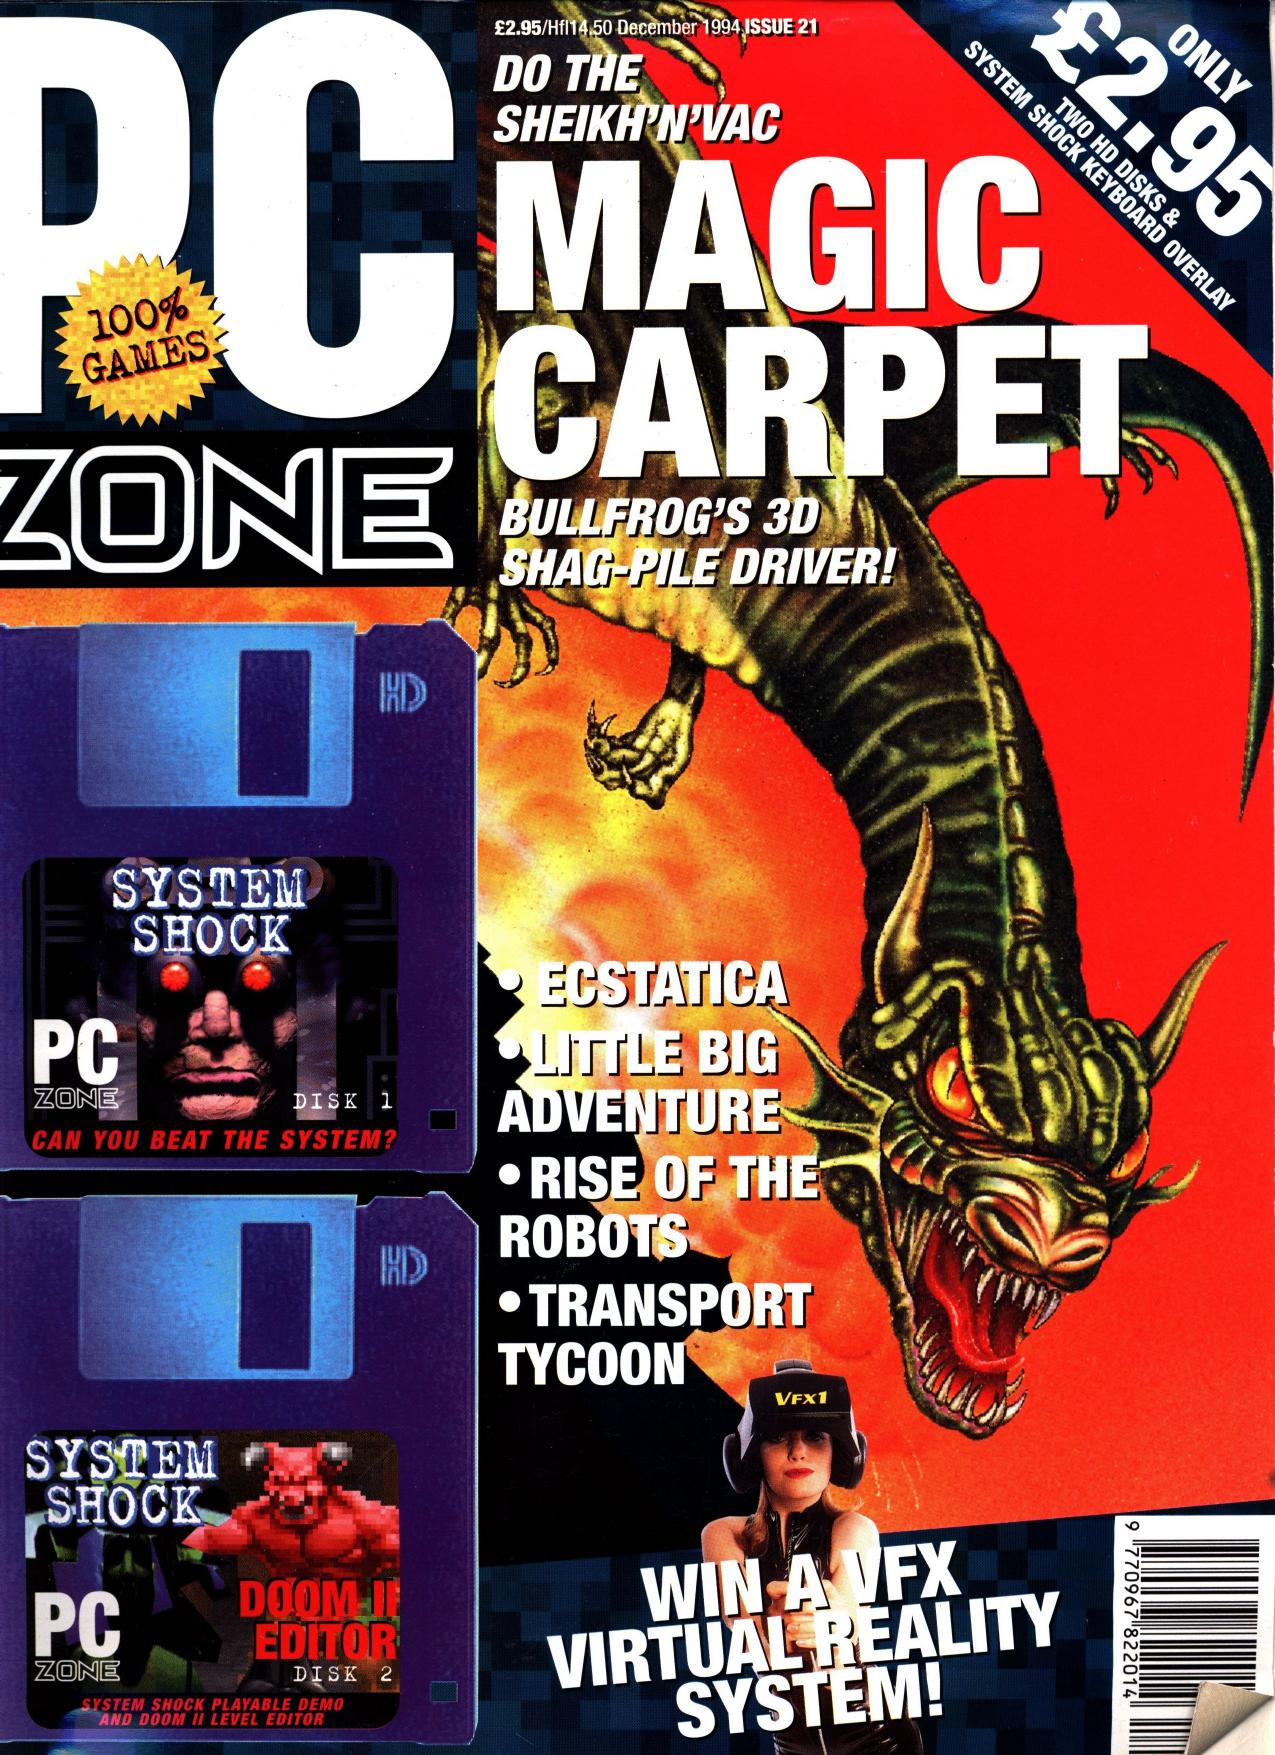 £2.95/Hfl14.50 December 1994 ISSUE 21
PC
ZONE
100%
GAMES
DO THE
SHEIKH'N'VAC
MAGIC
CARPET
BULLFROG'S 3D
SHAG-PILE DRIVER!
ONLY
£2.95
TWO HD DISKS &
SYSTEM SHOCK KEYBOARD OVERLAY
HD
SYSTEM
SHOCK
PC
ZONE
DISK 1
CAN YOU BEAT THE SYSTEM?
HD
SYSTEM
SHOCK
PC
ZONE
DOOM II
EDITOR
DISK 2
SYSTEM SHOCK PLAYABLE DEMO
AND DOOM II LEVEL EDITOR
• ECSTATICA
• LITTLE BIG
ADVENTURE
• RISE OF THE
ROBOTS
• TRANSPORT
TYCOON
VFX1
WIN A VFX
VIRTUAL REALITY
SYSTEM!
9 770967 822014